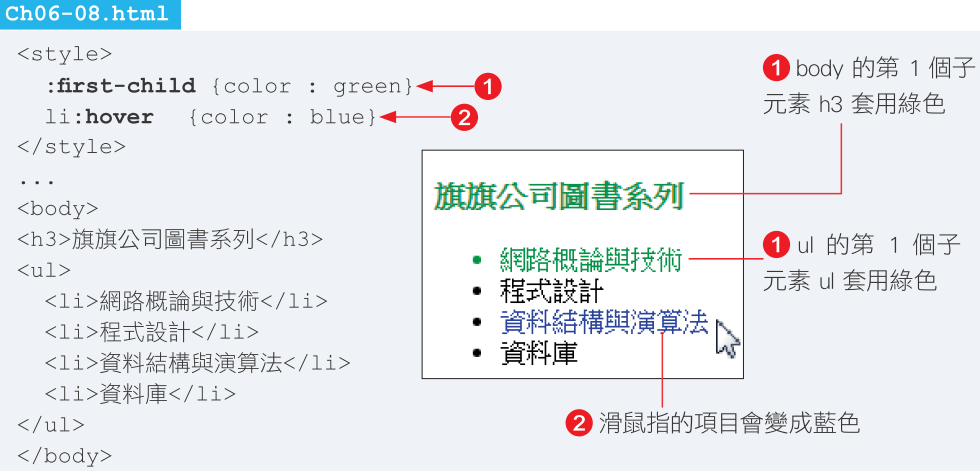 Ch06-08.html
<style>
:first-child {color : green} ①
li:hover {color : blue} ②
</style>
...
<body>
<h3>旗旗公司圖書系列</h3>
<ul>
<li>網路概論與技術</li>
<li>程式設計</li>
<li>資料結構與演算法</li>
<li>資料庫</li>
</ul>
</body>
旗旗公司圖書系列
• 網路概論與技術
• 程式設計
• 資料結構與演算法
• 資料庫
① body 的第 1 個子
元素 h3 套用綠色
① ul 的第 1 個子
元素 ul 套用綠色
② 滑鼠指的項目會變成藍色